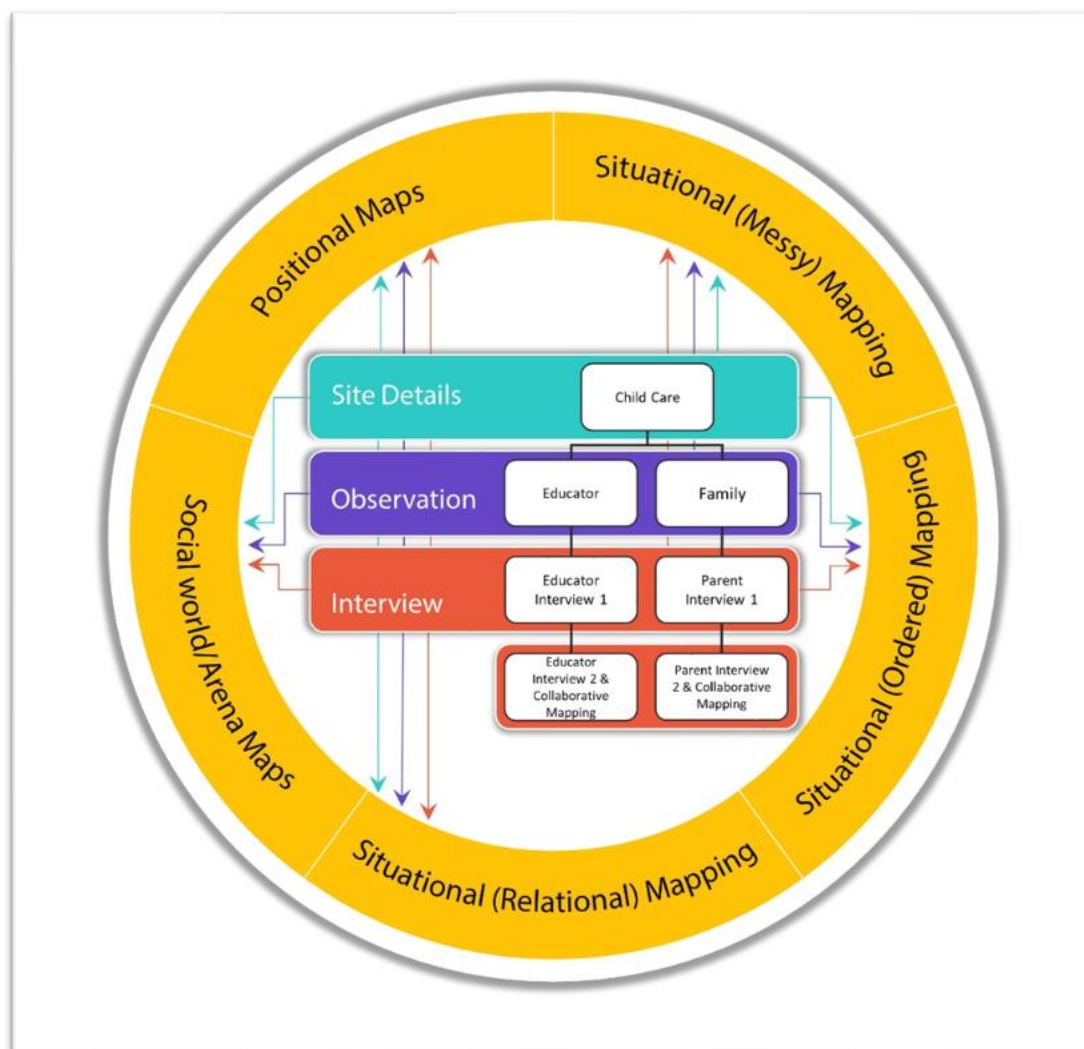 Positional Maps
Situational (Messy) Mapping
Site Details
Child Care
Observation
Educator
Family
Interview
Educator
Interview 1
Parent
Interview 1
Educator
Interview 2 &
Collaborative
Mapping
Parent Interview
2 & Collaborative
Mapping
Social world/Arena Maps
Situational (Ordered) Mapping
Situational (Relational) Mapping